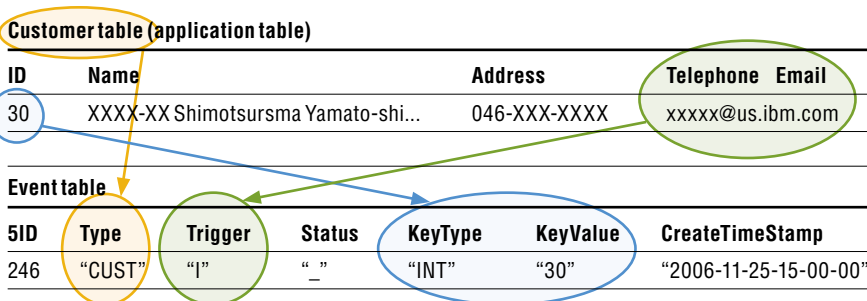 Customer table (application table)
ID Name Address Telephone Email
30 XXXX-XX Shimotsursma Yamato-shi... 046-XXX-XXXX xxxxx@us.ibm.com
Event table
5ID Type Trigger Status KeyType KeyValue CreateTimeStamp
246 “CUST” “I” “_” “INT” “30” “2006-11-25-15-00-00”